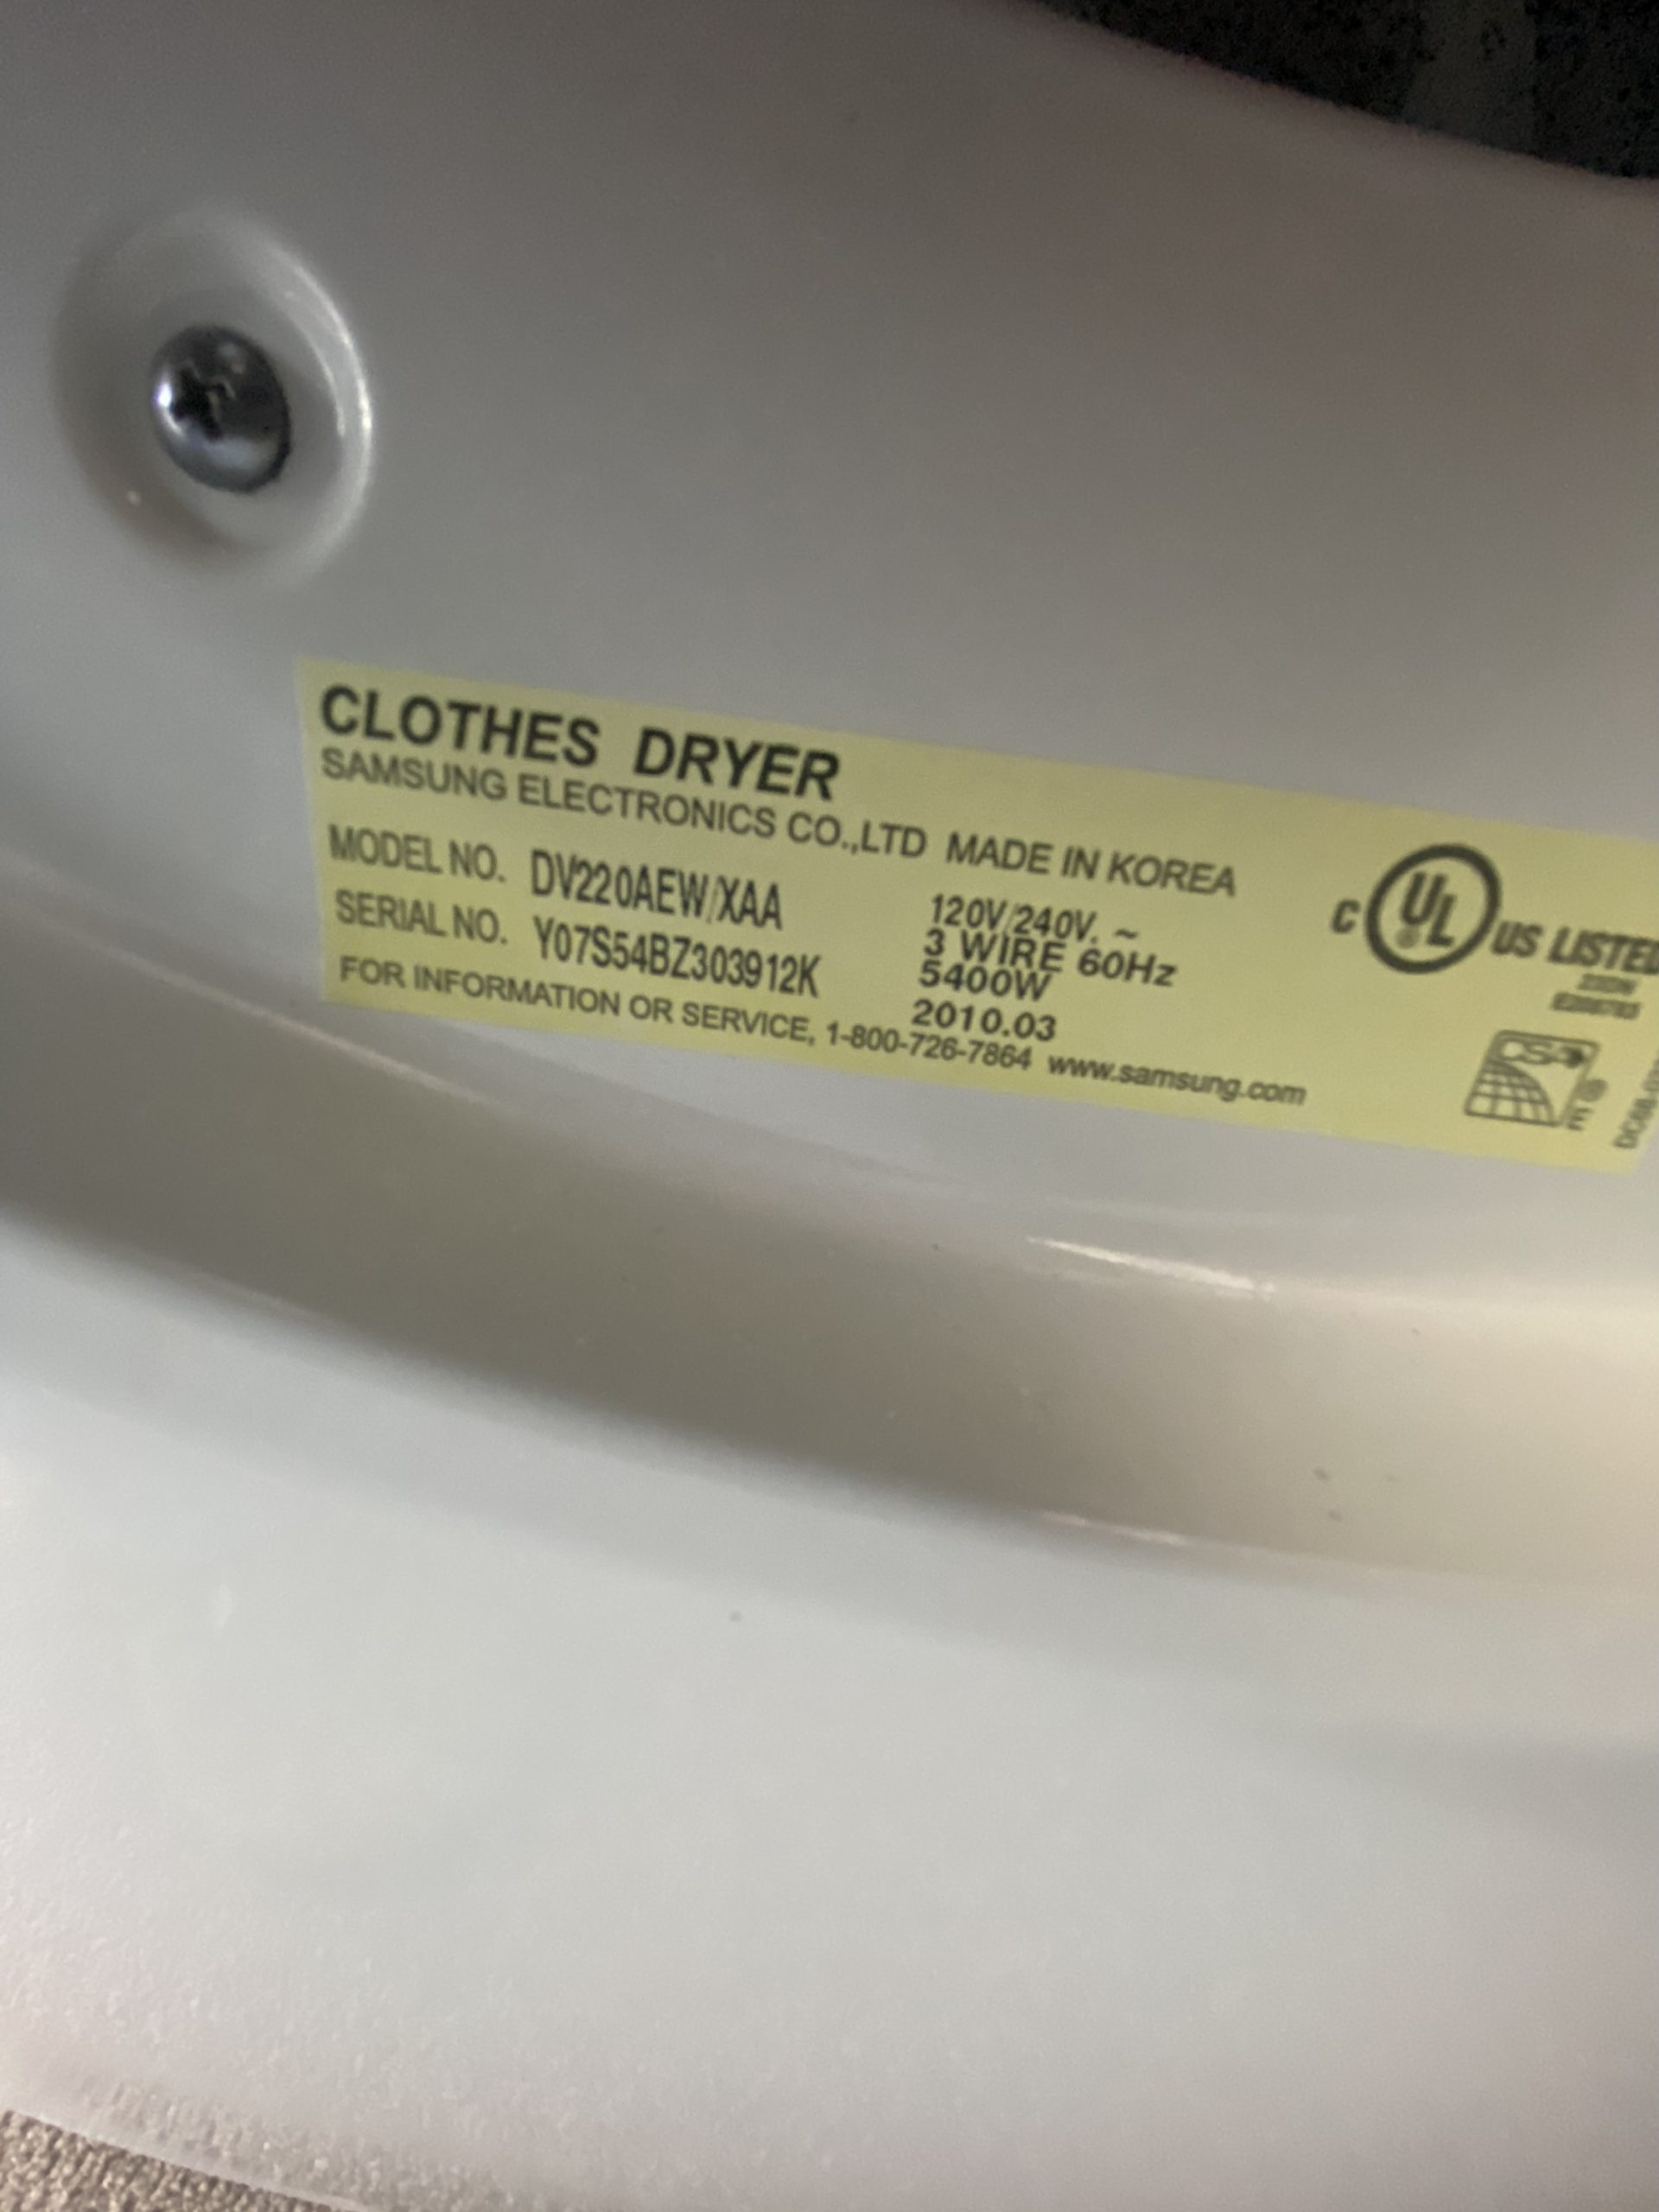 CLOTHES DRYER
SAMSUNG ELECTRONICS CO.,LTD MADE IN KOREA
MODEL NO. DV220AEW/XAA
SERIAL NO. Y07S54BZ303912K
120V/240V. ~
3 WIRE 60Hz
5400W
2010.03
FOR INFORMATION OR SERVICE, 1-800-726-7864 www.samsung.com
C UL ® US LISTED
CSA
E ®